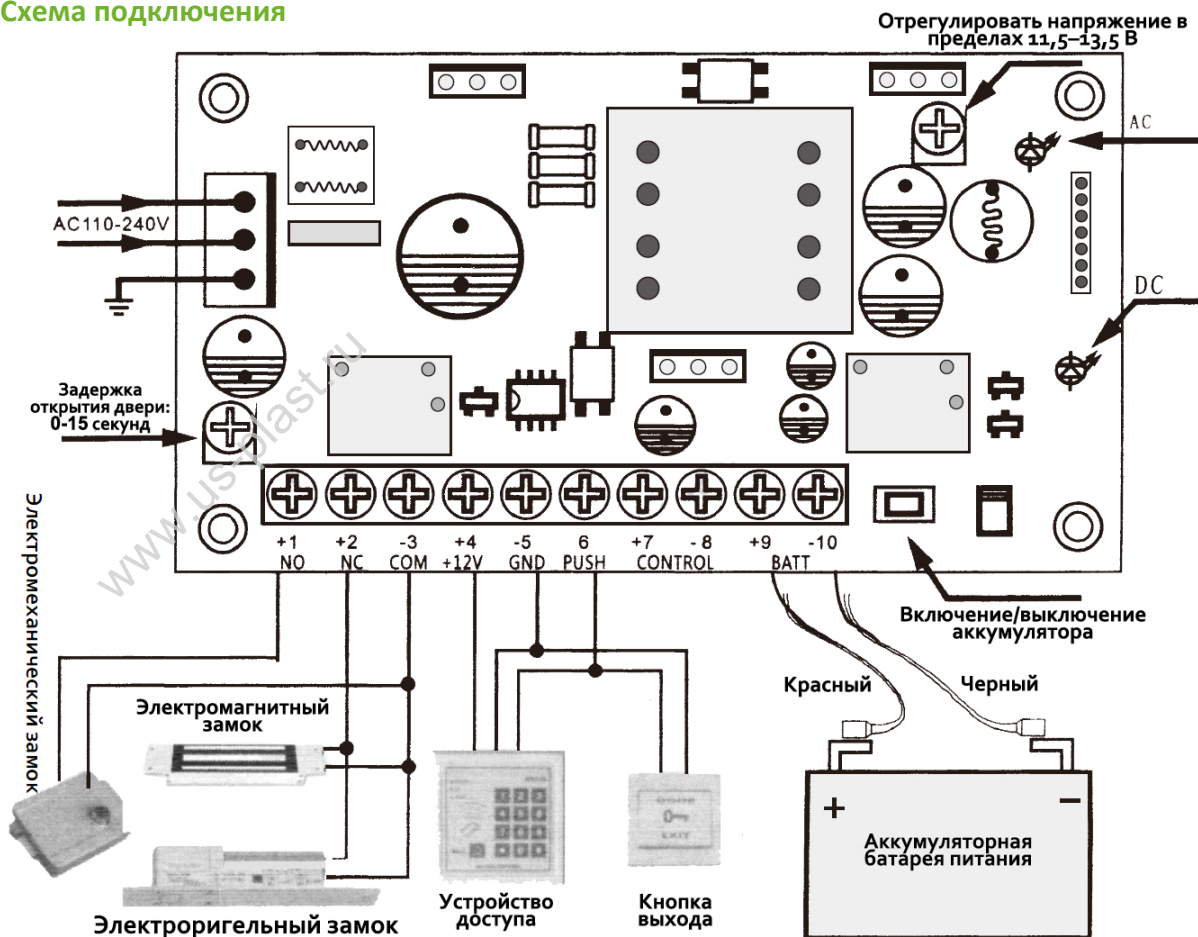 Схема подключения
Отрегулировать напряжение в
пределах 11,5–13,5 В
AC
AC110-240V
DC
Задержка
открытия двери:
0-15 секунд
www.us-plast.ru
+1 +2 -3 +4 -5 6 +7 - 8 +9 -10
NO NC COM +12V GND PUSH CONTROL BATT
Включение/выключение
аккумулятора
Электромеханический замок
Красный
Черный
Электромагнитный
замок
EXIT
+ –
Аккумуляторная
батарея питания
Устройство
доступа
Кнопка
выхода
Электроригельный замок